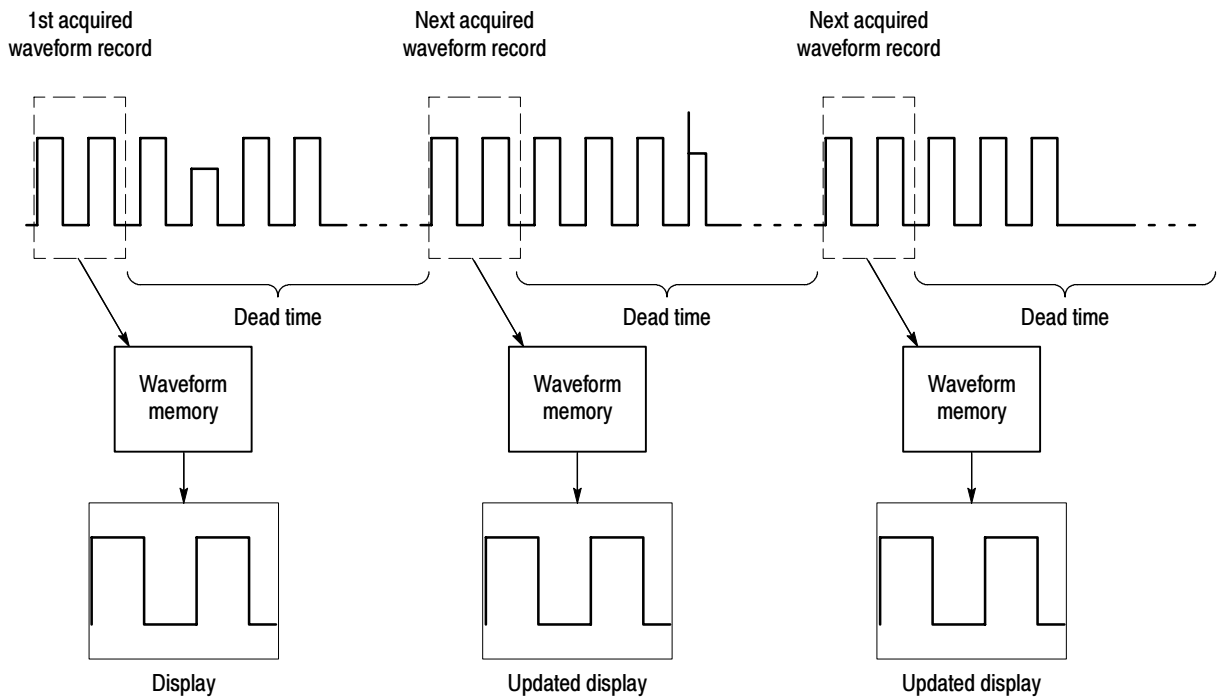 1st acquired
waveform record
Next acquired
waveform record
Next acquired
waveform record
Dead time
Dead time
Dead time
Waveform
memory
Waveform
memory
Waveform
memory
Display
Updated display
Updated display